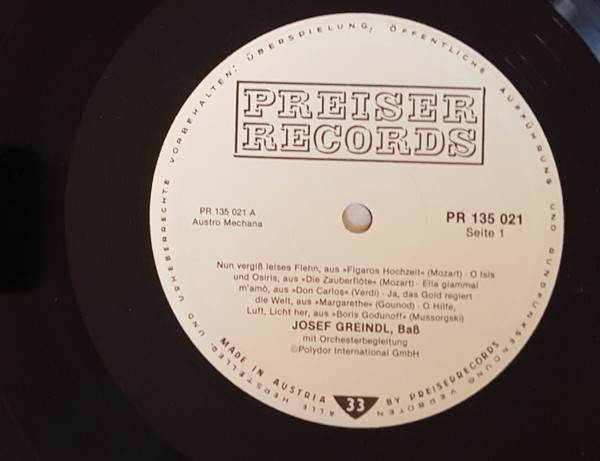 ALLE HERSTELLER- UND URHEBERRECHTE VORBEHALTEN: ÜBERSPIELUNG, ÖFFENTLICHE AUFFÜHRUNG UND RUNDFUNKSENDUNG VERBOTEN
PREISER
RECORDS
PR 135 021 A
Austro Mechana
PR 135 021
Seite 1
Nun vergiß leises Flehn, aus »Figaros Hochzeit« (Mozart) · O Isis
und Osiris, aus »Die Zauberflöte« (Mozart) · Ella giammai
m'amò, aus »Don Carlos« (Verdi) · Ja, das Gold regiert
die Welt, aus »Margarethe« (Gounod) · O Hilfe,
Luft, Licht her, aus »Boris Godunoff« (Mussorgski)
JOSEF GREINDL, Baß
mit Orchesterbegleitung
©Polydor International GmbH
MADE IN AUSTRIA
33
BY PREISERRECORDS